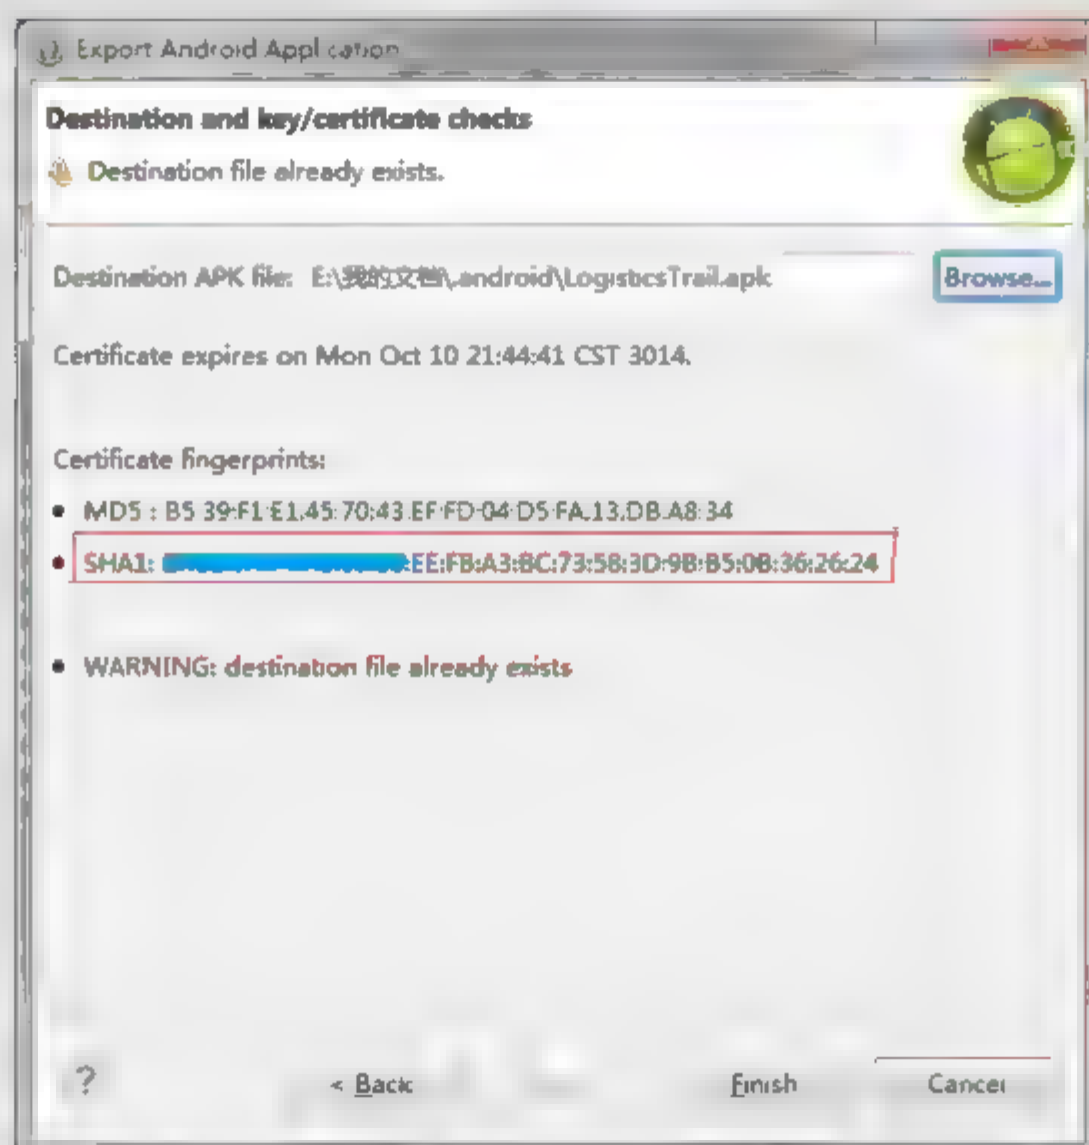 Export Android Application
Destination and key/certificate checks
Destination file already exists.
Destination APK file: E:\我的文档\.android\LogisticsTrail.apk
Browse...
Certificate expires on Mon Oct 10 21:44:41 CST 3014.
Certificate fingerprints:
MD5 : B5:39:F1:E1:45:70:43:EF:FD:04:D5:FA:13:DB:A8:34
SHA1: :EE:FB:A3:BC:73:58:3D:9B:B5:0B:36:26:24
WARNING: destination file already exists
?
< Back
Finish
Cancel